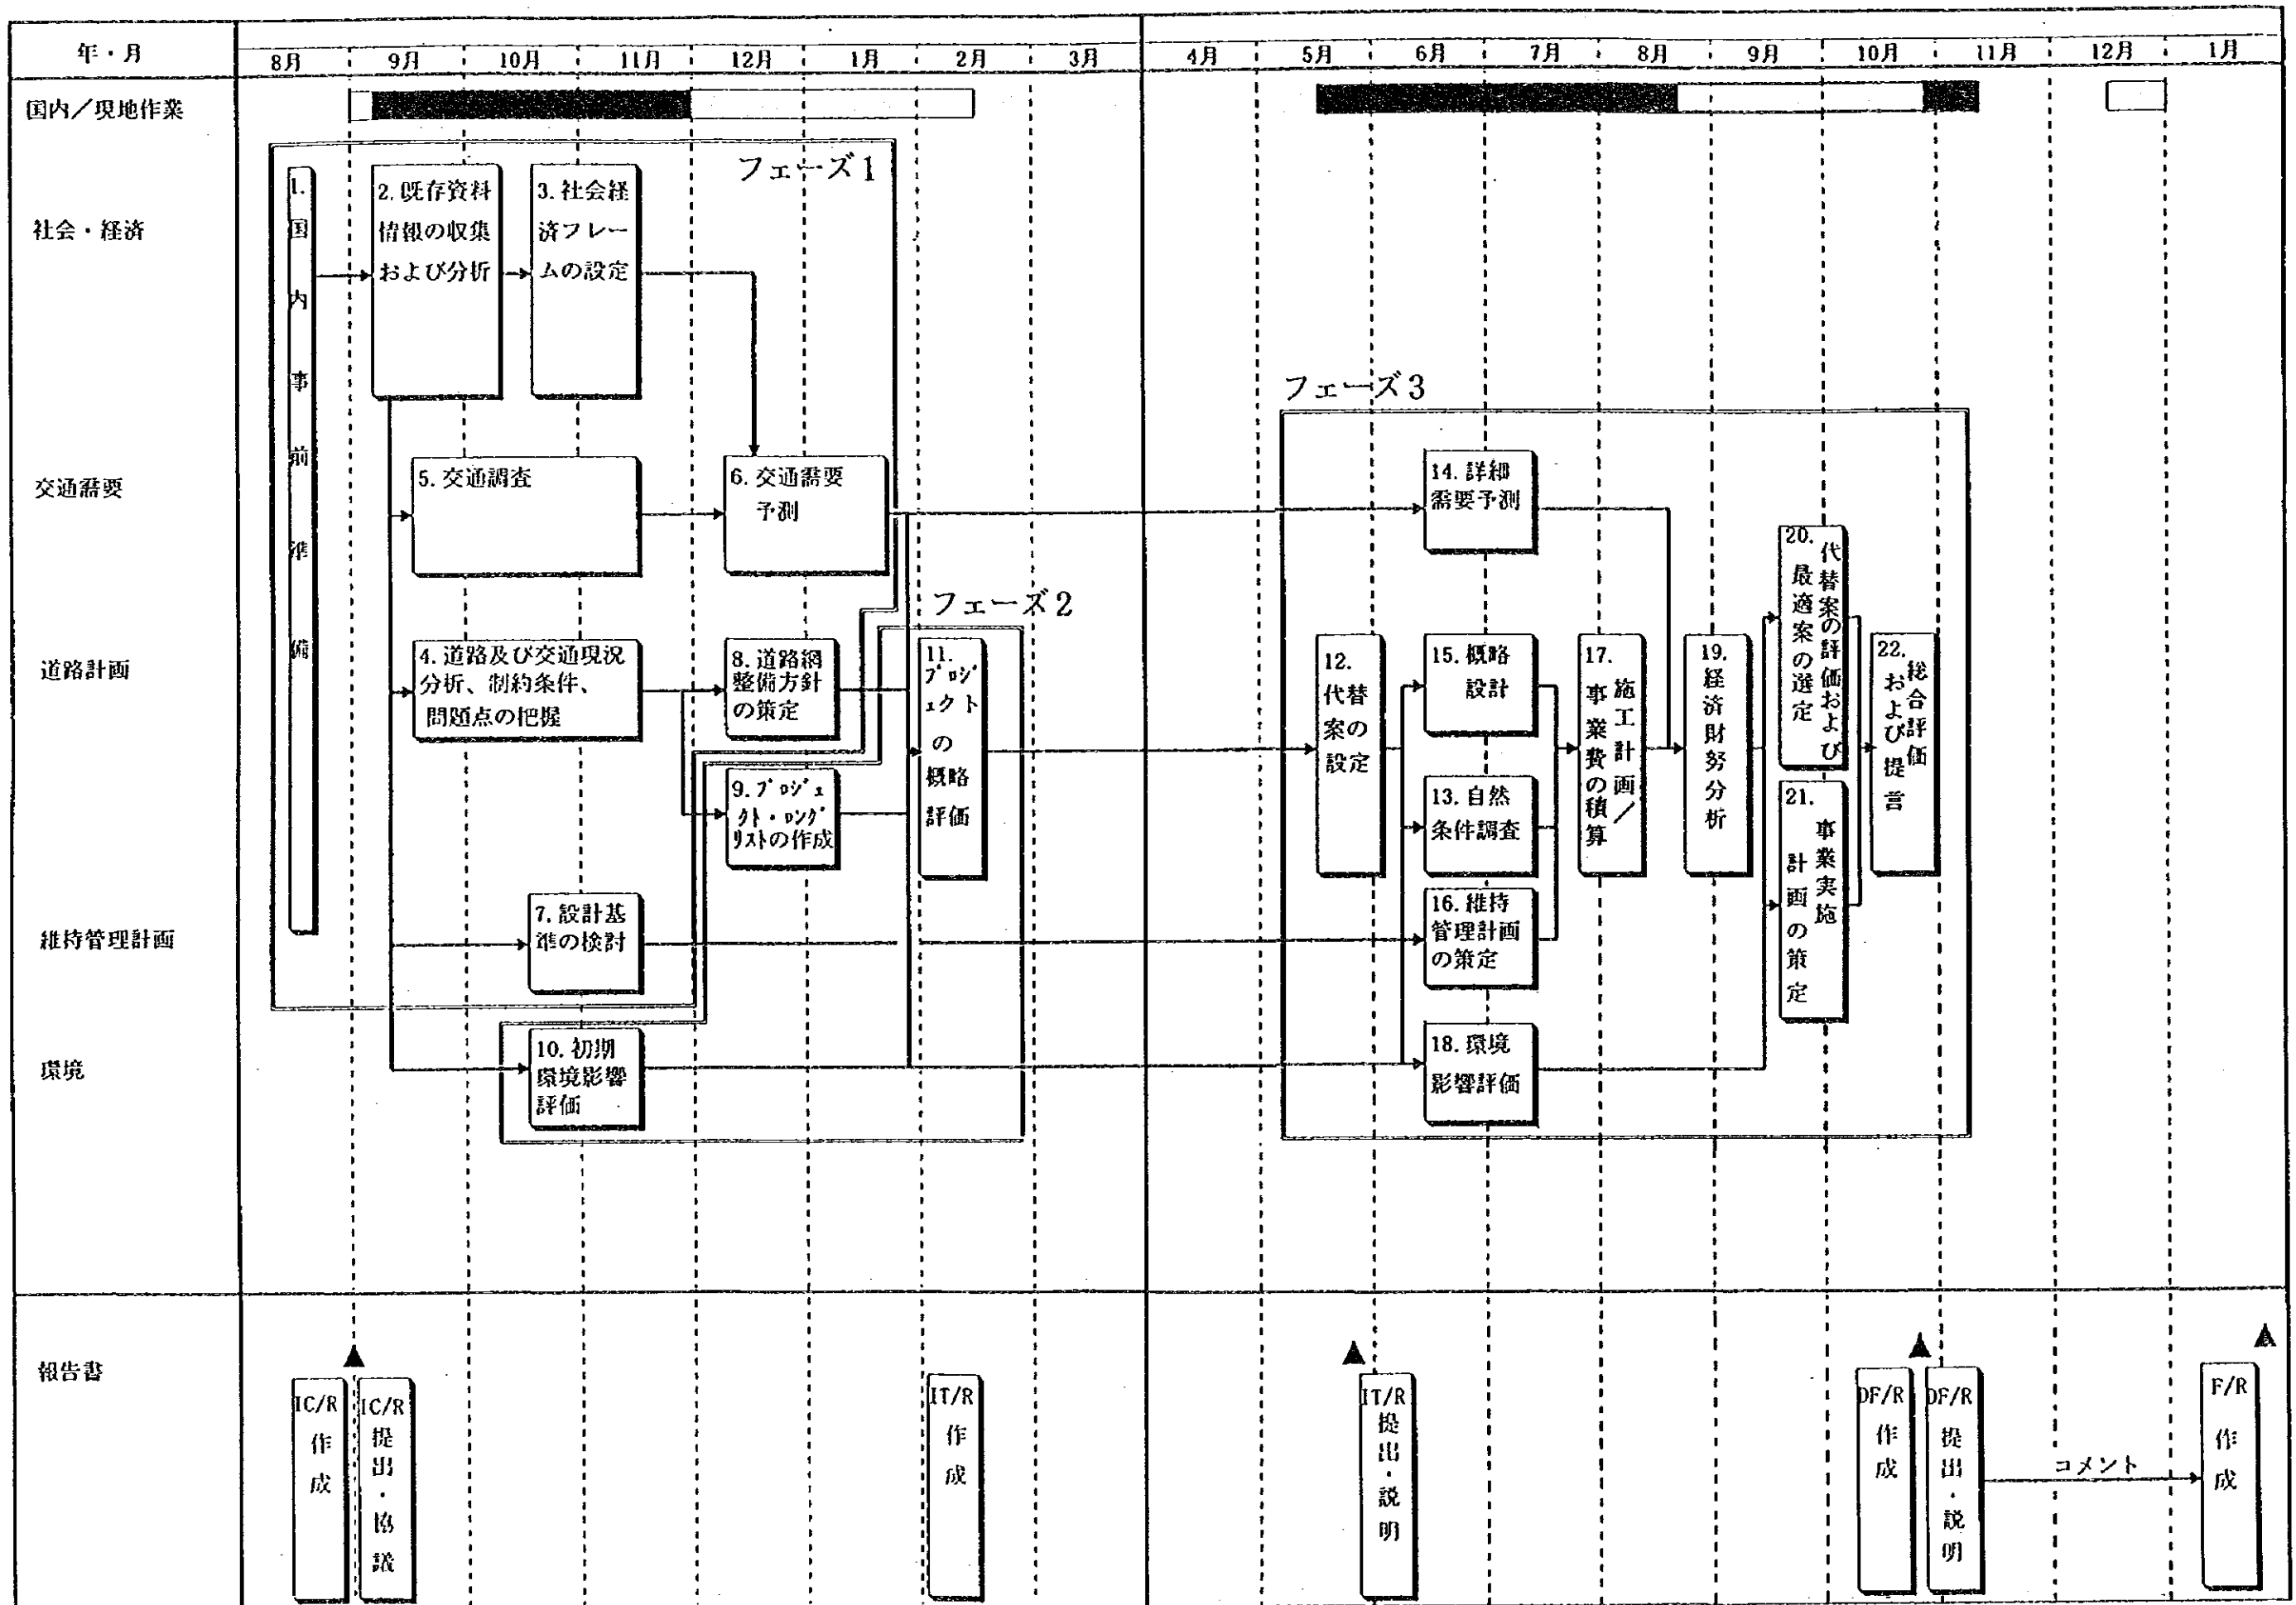 年・月
8月 9月 10月 11月 12月 1月 2月 3月 4月 5月 6月 7月 8月 9月 10月 11月 12月 1月
国内／現地作業
フェーズ1
社会・経済
1.国内事前準備
2.既存資料
情報の収集
および分析
3.社会経
済フレー
ムの設定
フェーズ3
交通需要
5.交通調査
6.交通需要
予測
14.詳細
需要予測
フェーズ2
道路計画
4.道路及び交通現況
分析、制約条件、
問題点の把握
8.道路網
整備方針
の策定
9.プロジェ
クト・ロング
リストの作成
11.
プロジ
ェクト
の
概略
評価
12.
代替
案の
設定
15.概略
設計
13.自然
条件調査
17.
施工計画／
事業費の積算
19.
経済財務分析
20.
代替案の評価および
最適案の選定
21.
事業実施
計画の策定
22.
総合評価
および提言
維持管理計画
7.設計基
準の検討
16.維持
管理計画
の策定
環境
10.初期
環境影響
評価
18.環境
影響評価
報告書
IC/R
作成
IC/R
提出・協議
IT/R
作成
IT/R
提出・説明
DF/R
作成
DF/R
提出・説明
コメント
F/R
作成